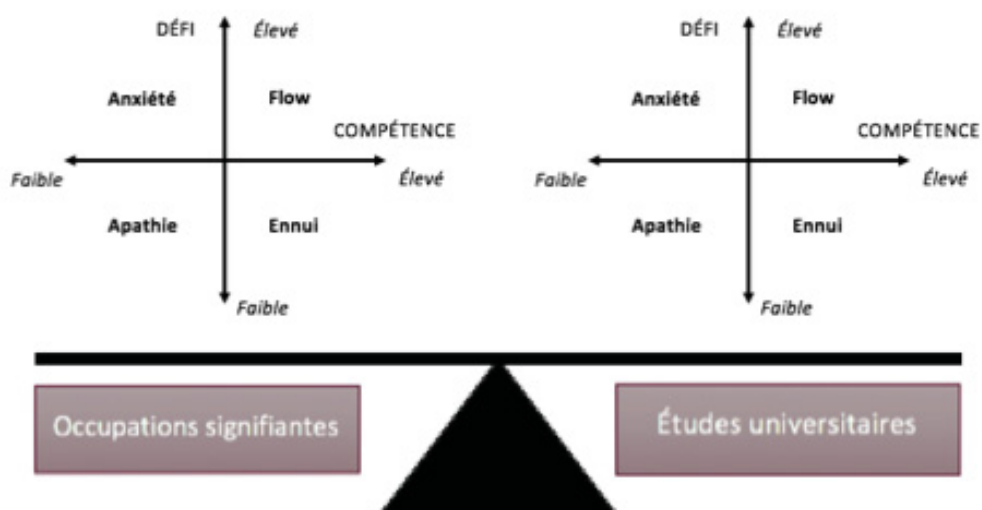 DÉFI Élevé
Anxiété Flow
COMPÉTENCE
Faible Élevé
Apathie Ennui
Faible
DÉFI Élevé
Anxiété Flow
COMPÉTENCE
Faible Élevé
Apathie Ennui
Faible
Occupations signifiantes
Études universitaires